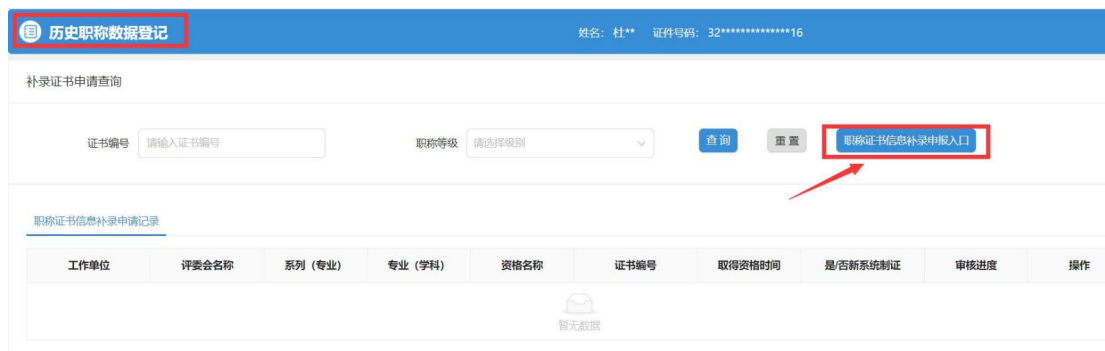 历史职称数据登记 姓名：杜** 证件号码：32**************16
补录证书申请查询
证书编号 请输入证书编号 职称等级 请选择级别 查询 重置 职称证书信息补录申报入口
职称证书信息补录申请记录
工作单位 评委会名称 系列（专业） 专业（学科） 资格名称 证书编号 取得资格时间 是/否新系统制证 审核进度 操作
暂无数据